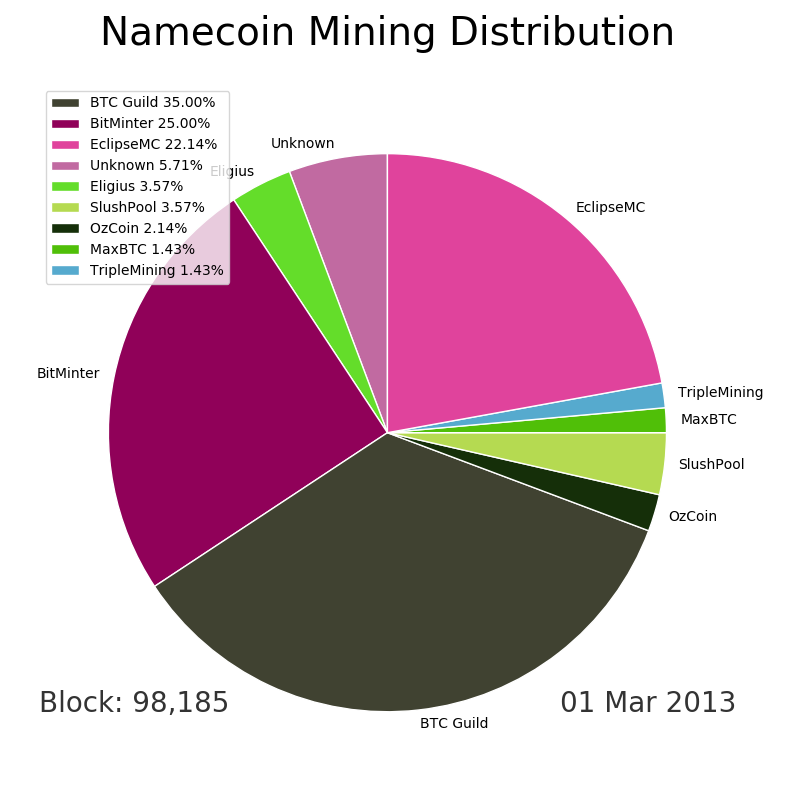 Namecoin Mining Distribution
BTC Guild 35.00%
BitMinter 25.00%
EclipseMC 22.14%
Unknown 5.71%
Eligius 3.57%
SlushPool 3.57%
OzCoin 2.14%
MaxBTC 1.43%
TripleMining 1.43%
Unknown
Eligius
EclipseMC
BitMinter
TripleMining
MaxBTC
SlushPool
OzCoin
BTC Guild
Block: 98,185
01 Mar 2013